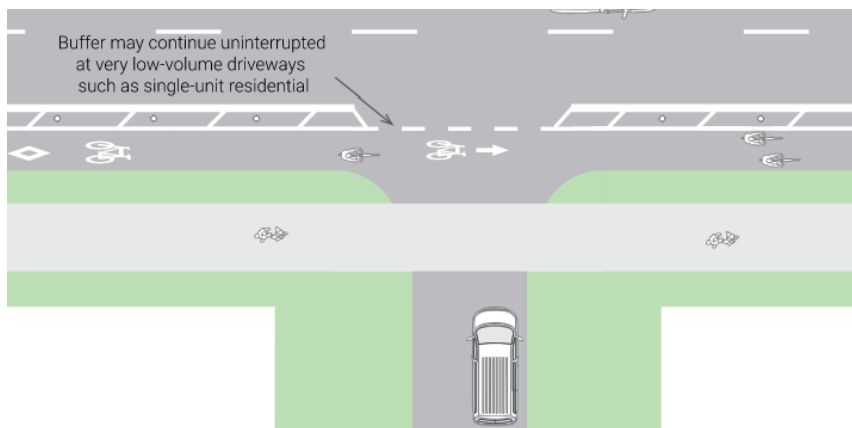 Buffer may continue uninterrupted
at very low-volume driveways
such as single-unit residential